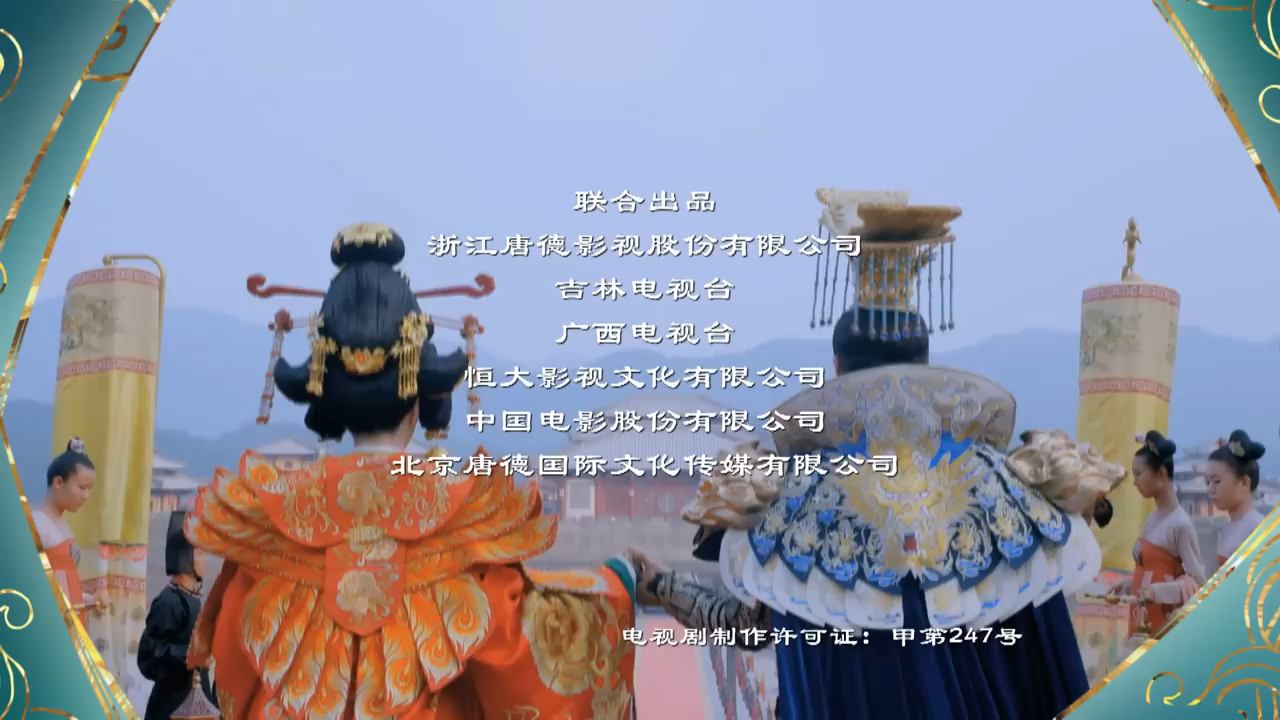 联合出品
浙江唐德影视股份有限公司
吉林电视台
广西电视台
恒大影视文化有限公司
中国电影股份有限公司
北京唐德国际文化传媒有限公司
电视剧制作许可证：甲第247号